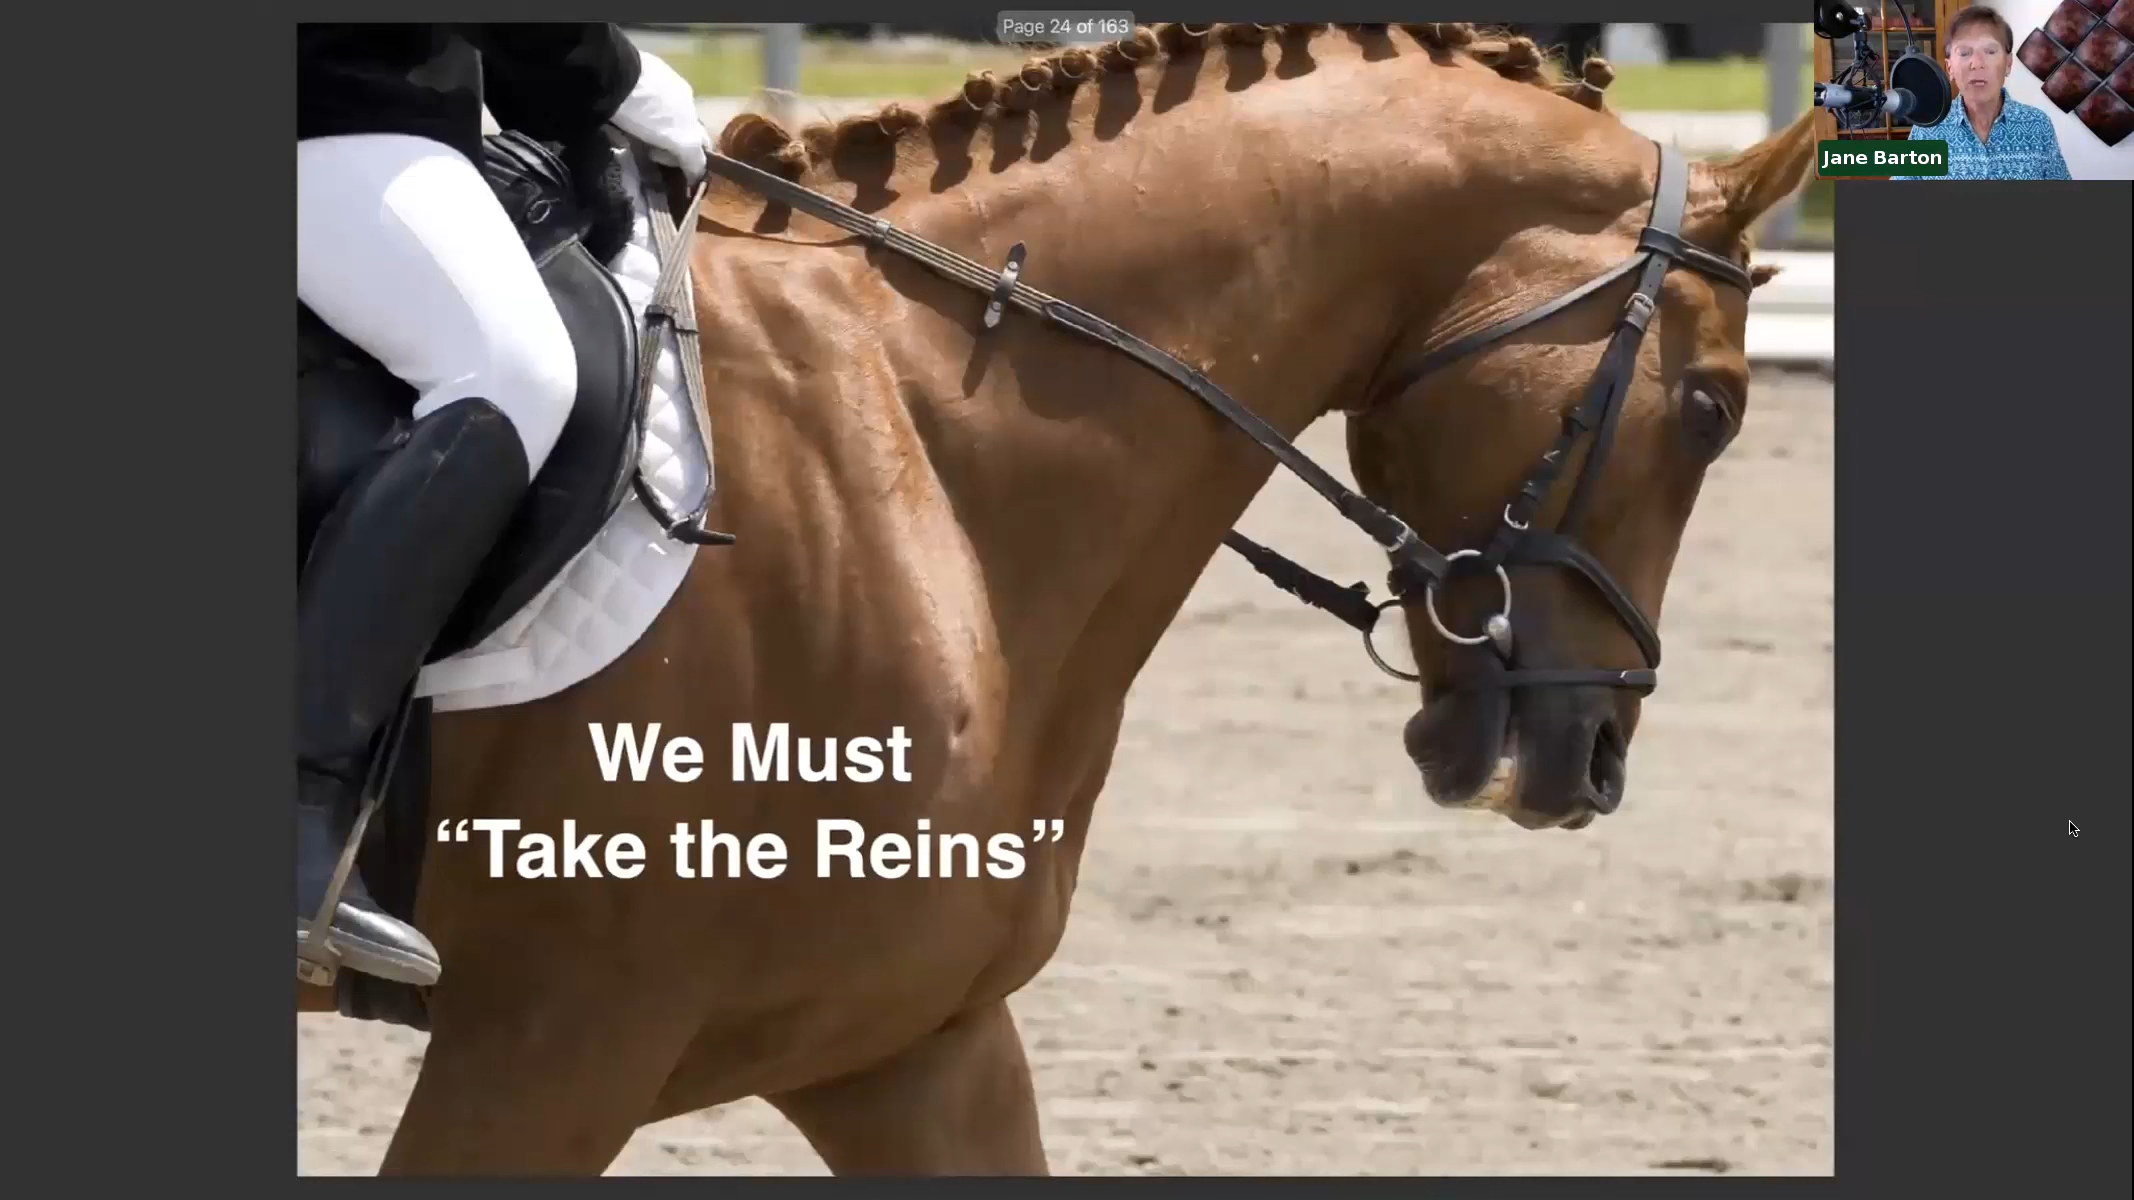 Page 24 of 163
Jane Barton
We Must
“Take the Reins”